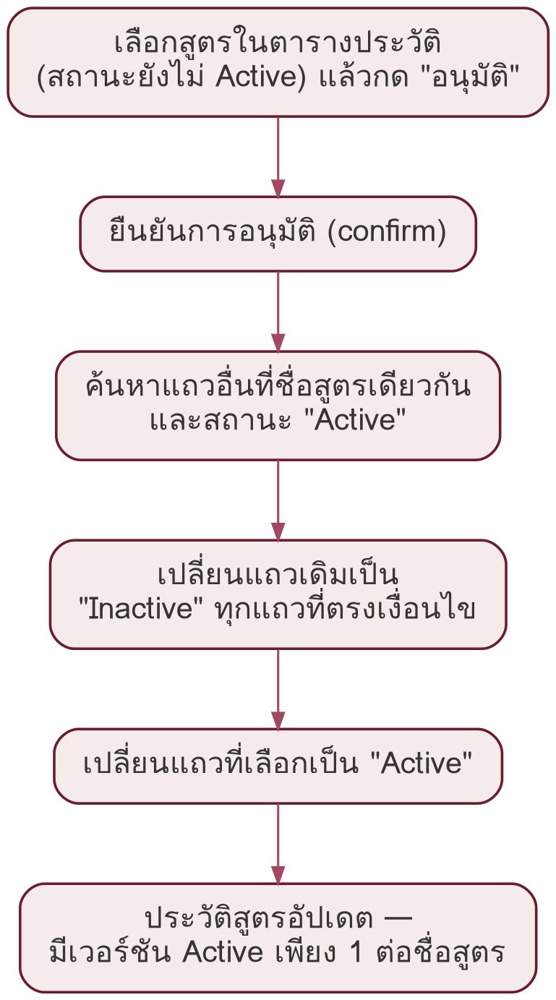 เลือกสูตรในตารางประวัติ
(สถานะยังไม่ Active) แล้วกด "อนุมัติ"
ยืนยันการอนุมัติ (confirm)
ค้นหาแถวอื่นที่ชื่อสูตรเดียวกัน
และสถานะ "Active"
เปลี่ยนแถวเดิมเป็น
"Inactive" ทุกแถวที่ตรงเงื่อนไข
เปลี่ยนแถวที่เลือกเป็น "Active"
ประวัติสูตรอัปเดต —
มีเวอร์ชัน Active เพียง 1 ต่อชื่อสูตร